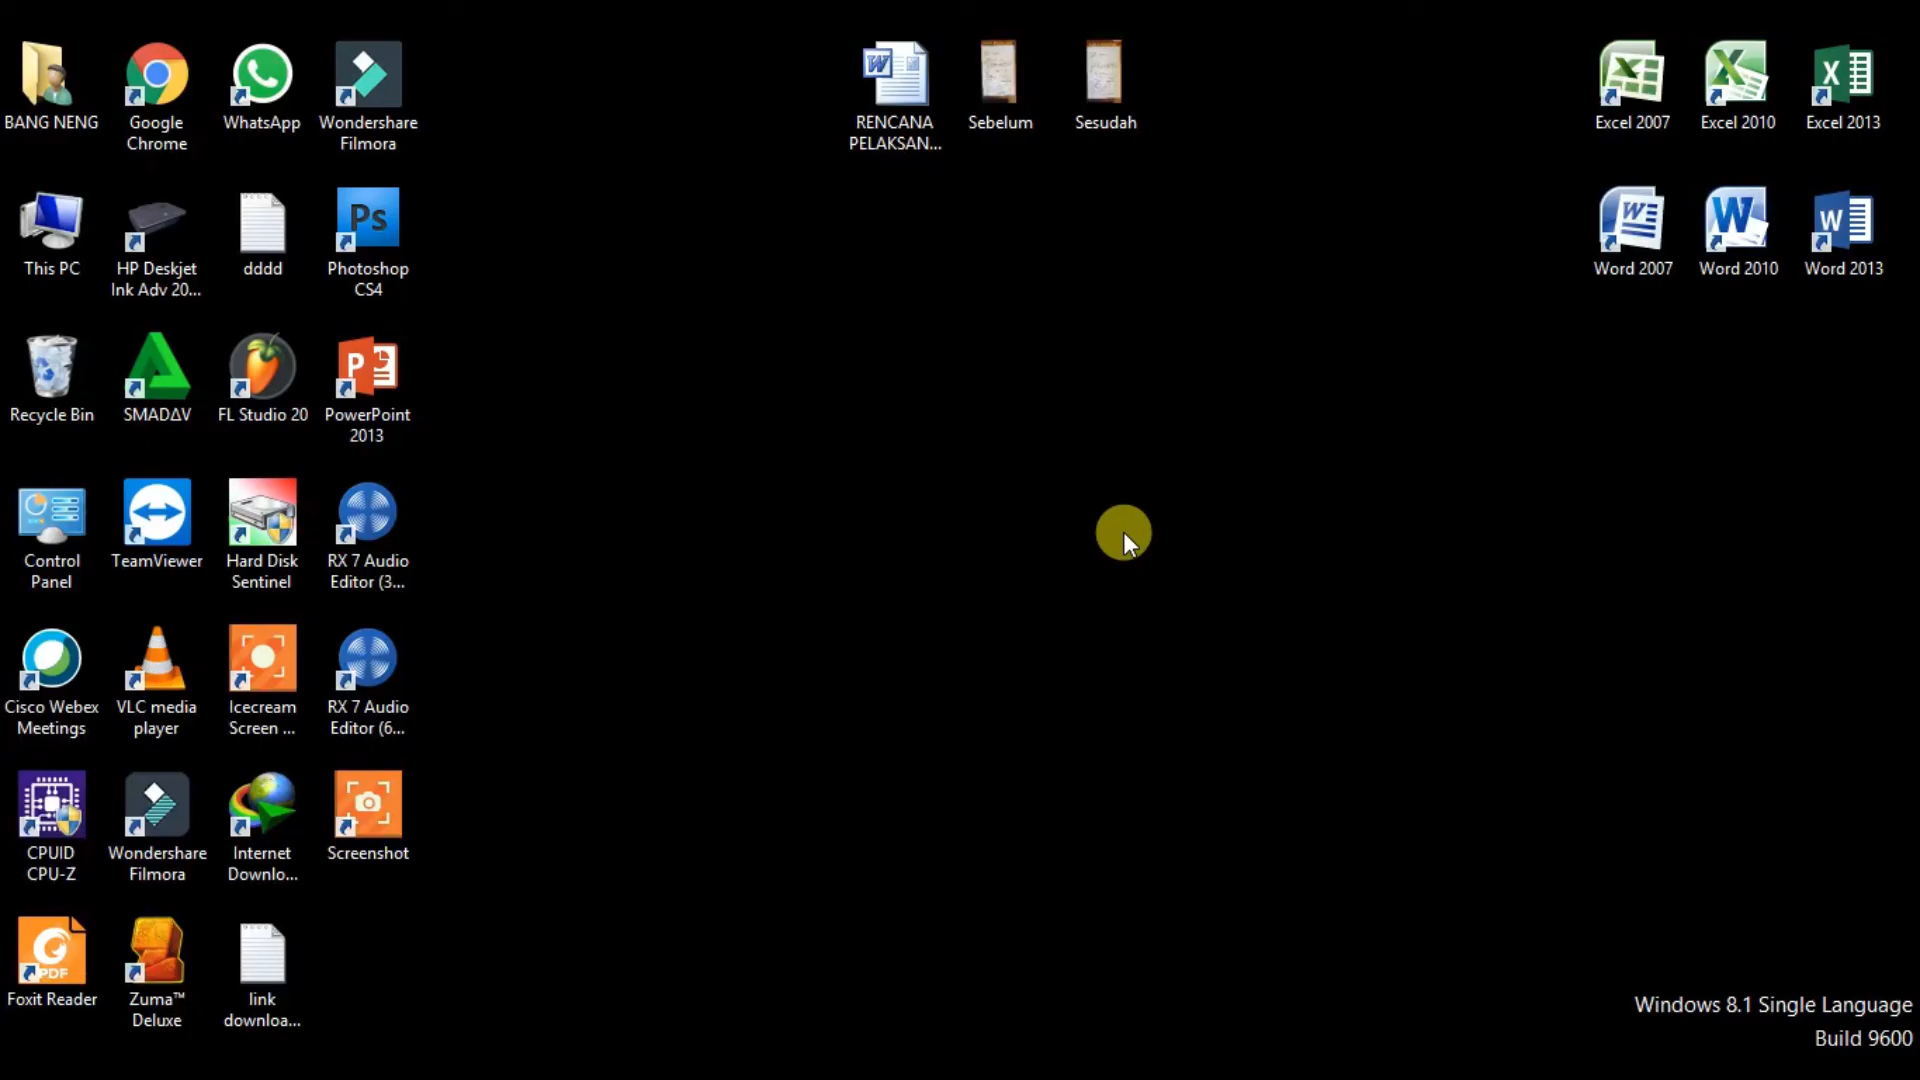 BANG NENG
Google
Chrome
WhatsApp
Wondershare
Filmora
RENCANA
PELAKSAN...
Sebelum
Sesudah
Excel 2007
Excel 2010
Excel 2013
This PC
HP Deskjet
Ink Adv 20...
dddd
Ps
Photoshop
CS4
Word 2007
Word 2010
Word 2013
Recycle Bin
SMADΔV
FL Studio 20
PowerPoint
2013
Control
Panel
TeamViewer
Hard Disk
Sentinel
RX 7 Audio
Editor (3...
Cisco Webex
Meetings
VLC media
player
Icecream
Screen ...
RX 7 Audio
Editor (6...
CPUID
CPU-Z
Wondershare
Filmora
Internet
Downlo...
Screenshot
PDF
Foxit Reader
Zuma™
Deluxe
link
downloa...
Windows 8.1 Single Language
Build 9600